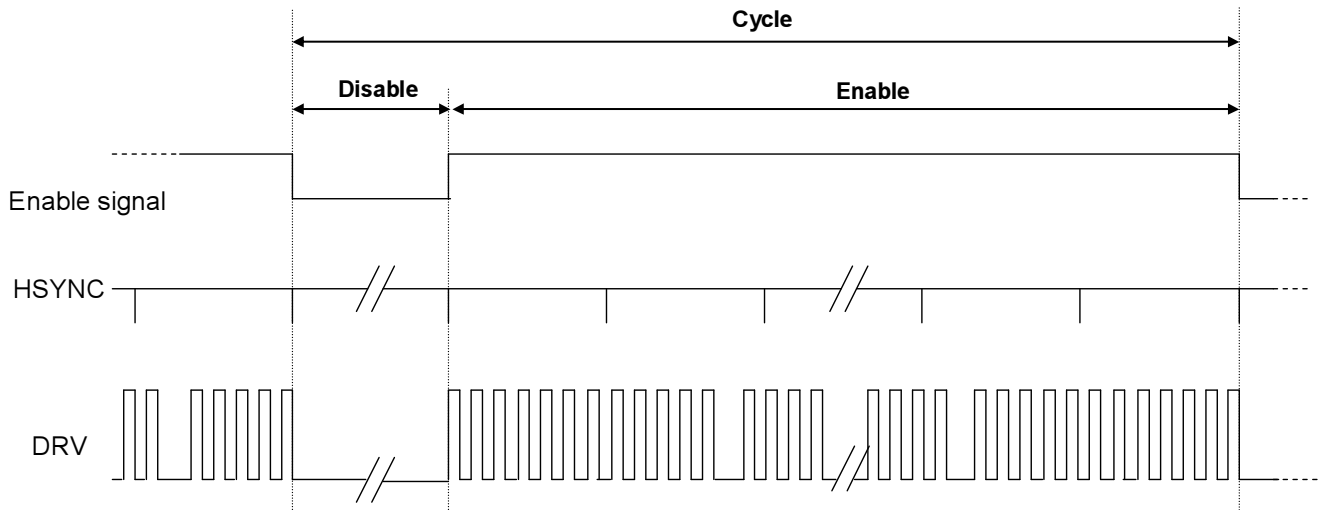 Cycle
Disable
Enable
Enable signal
HSYNC
DRV